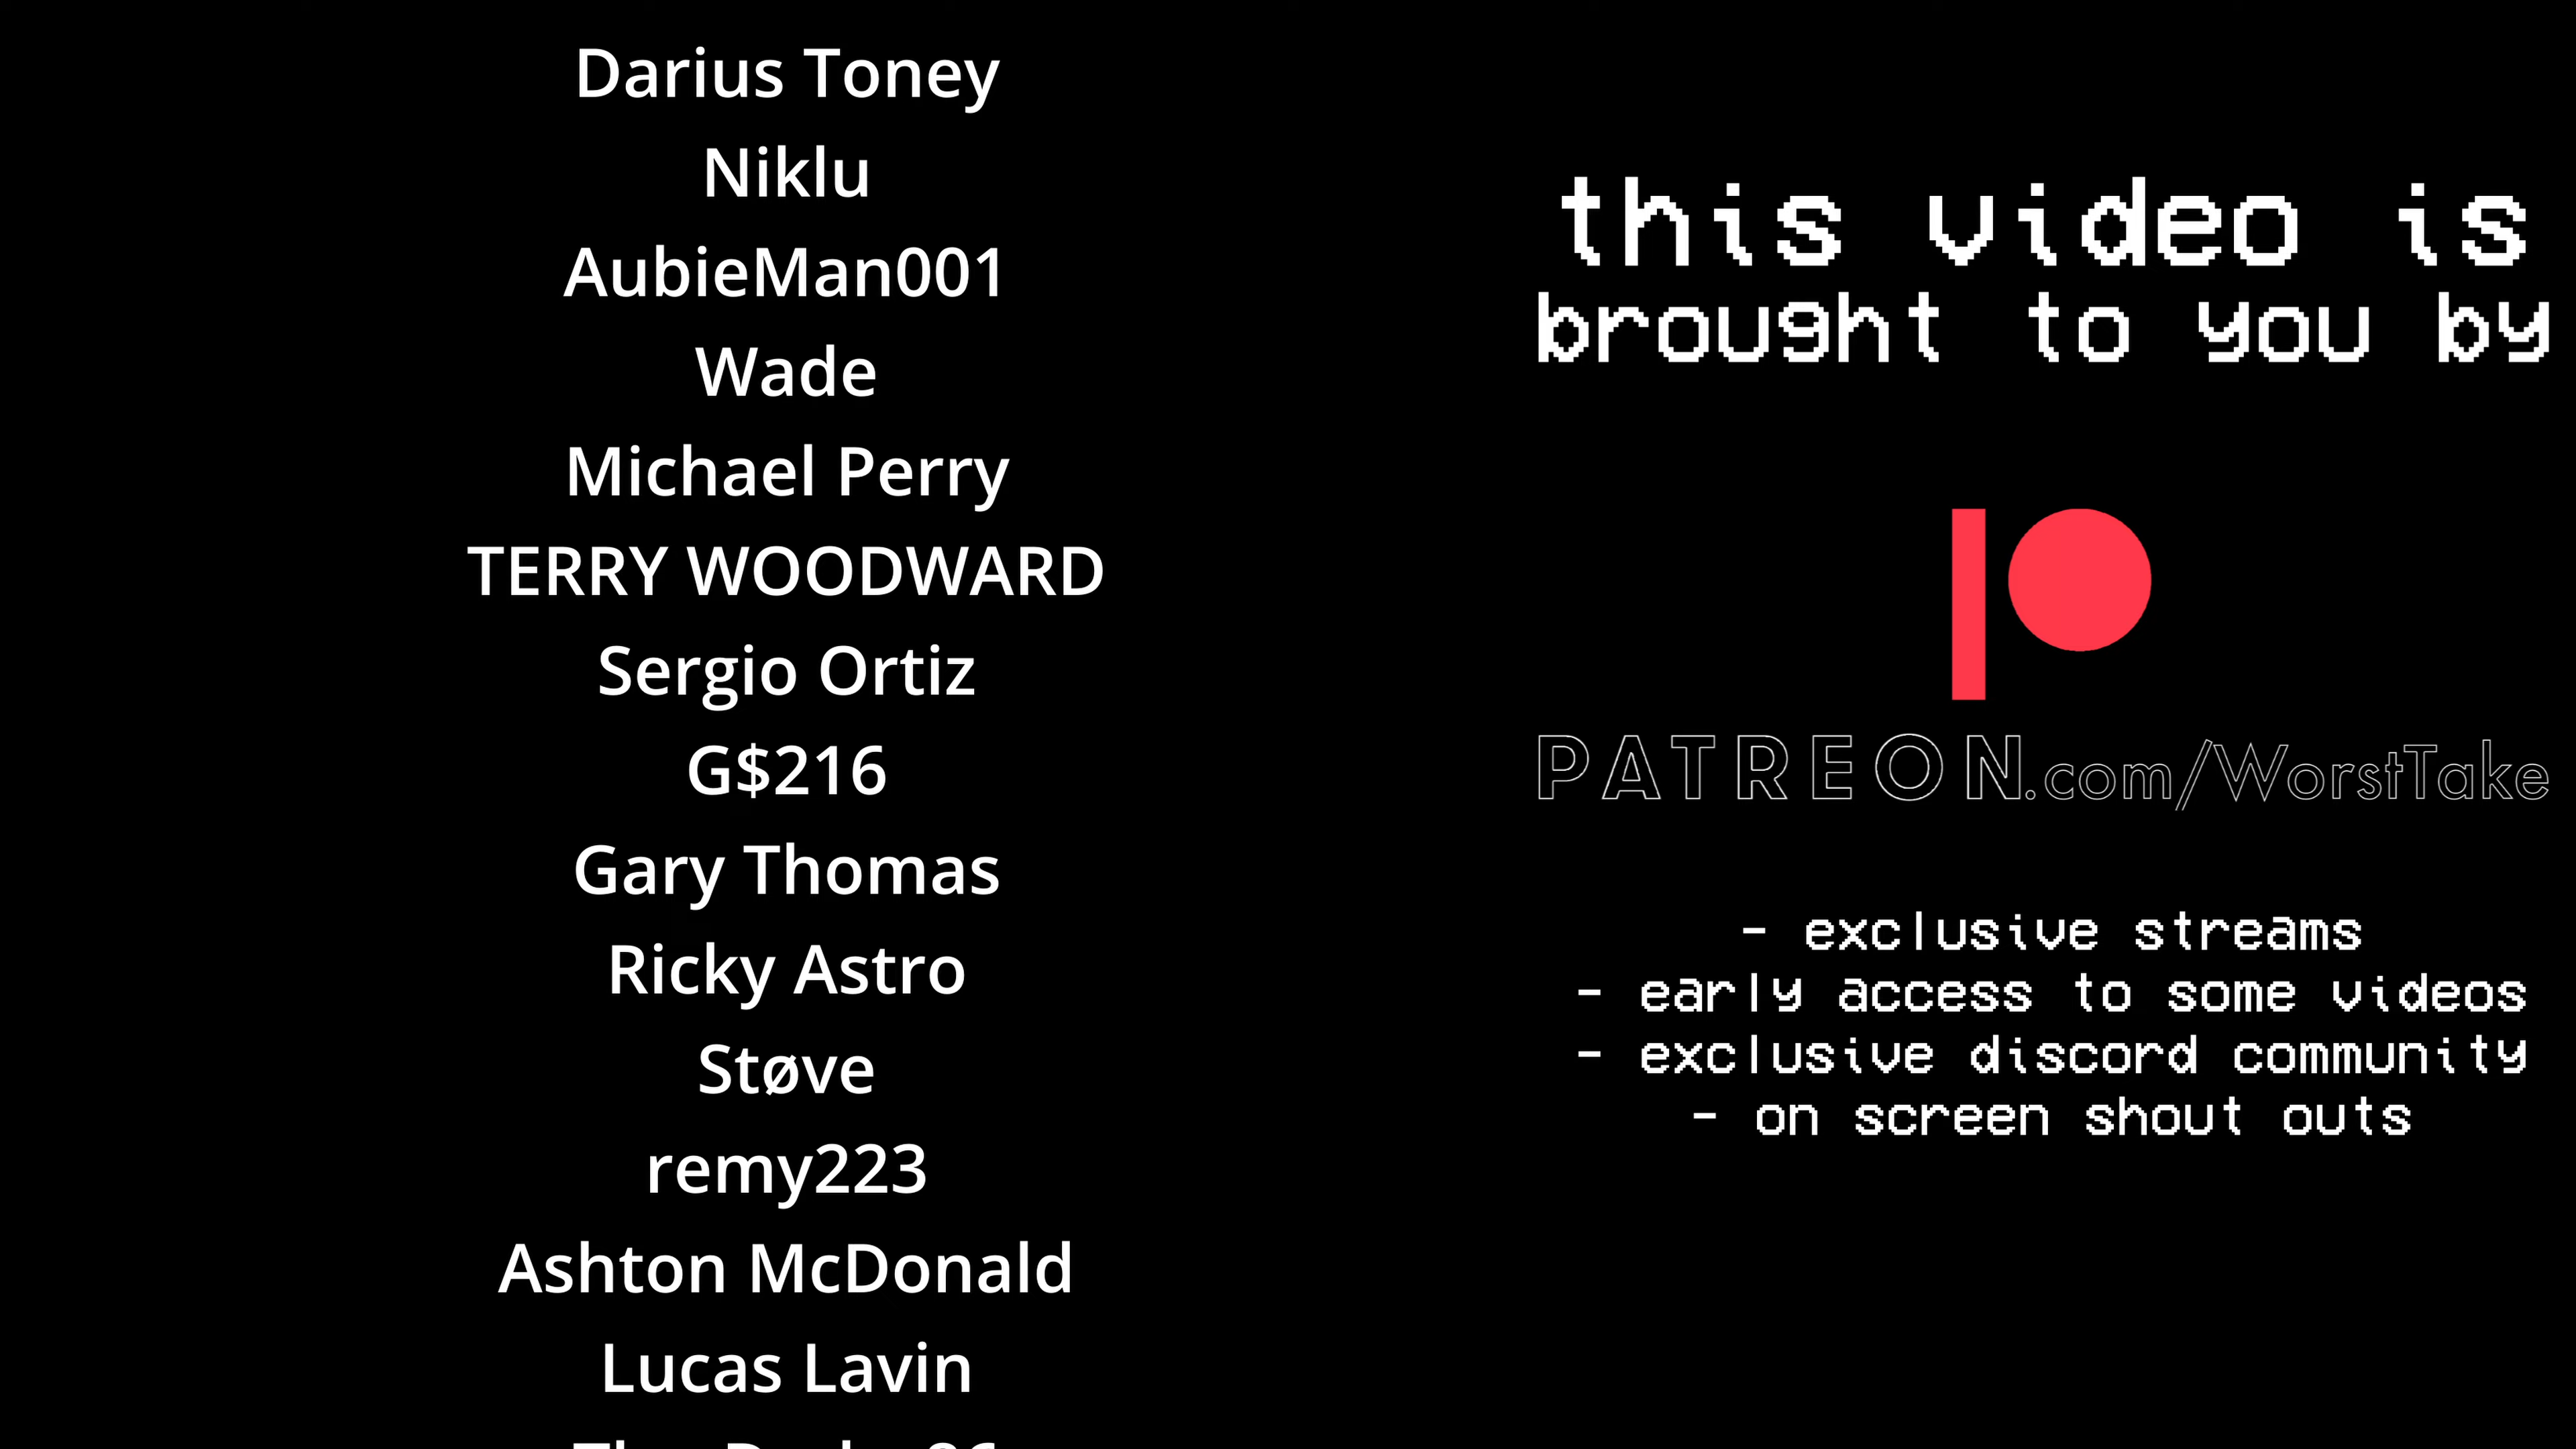 Darius Toney
Niklu
AubieMan001
Wade
Michael Perry
TERRY WOODWARD
Sergio Ortiz
G$216
Gary Thomas
Ricky Astro
Støve
remy223
Ashton McDonald
Lucas Lavin
this video is
brought to you by
PATREON.com/WorstTake
- exclusive streams
- early access to some videos
- exclusive discord community
- on screen shout outs